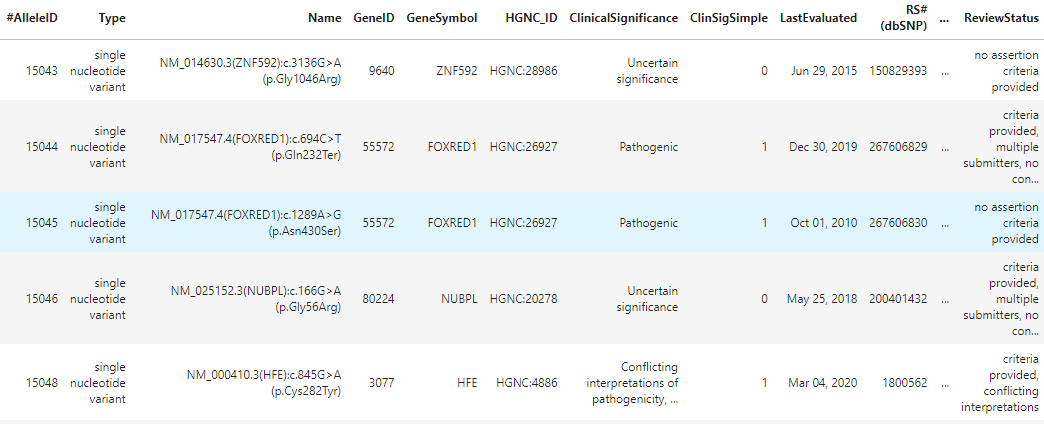 #AlleleID Type Name GeneID GeneSymbol HGNC_ID ClinicalSignificance ClinSigSimple LastEvaluated RS# (dbSNP) ... ReviewStatus
15043 single nucleotide variant NM_014630.3(ZNF592):c.3136G>A (p.Gly1046Arg) 9640 ZNF592 HGNC:28986 Uncertain significance 0 Jun 29, 2015 150829393 ... no assertion criteria provided
15044 single nucleotide variant NM_017547.4(FOXRED1):c.694C>T (p.Gln232Ter) 55572 FOXRED1 HGNC:26927 Pathogenic 1 Dec 30, 2019 267606829 ... criteria provided, multiple submitters, no con...
15045 single nucleotide variant NM_017547.4(FOXRED1):c.1289A>G (p.Asn430Ser) 55572 FOXRED1 HGNC:26927 Pathogenic 1 Oct 01, 2010 267606830 ... no assertion criteria provided
15046 single nucleotide variant NM_025152.3(NUBPL):c.166G>A (p.Gly56Arg) 80224 NUBPL HGNC:20278 Uncertain significance 0 May 25, 2018 200401432 ... criteria provided, multiple submitters, no con...
15048 single nucleotide variant NM_000410.3(HFE):c.845G>A (p.Cys282Tyr) 3077 HFE HGNC:4886 Conflicting interpretations of pathogenicity, ... 1 Mar 04, 2020 1800562 ... criteria provided, conflicting interpretations